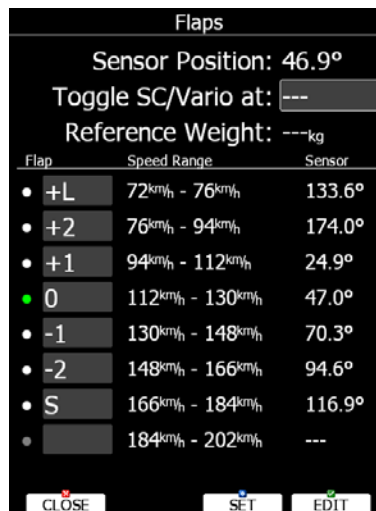 Flaps
Sensor Position: 46.9°
Toggle SC/Vario at: ---
Reference Weight: ---kg
Flap Speed Range Sensor
+L 72km/h - 76km/h 133.6°
+2 76km/h - 94km/h 174.0°
+1 94km/h - 112km/h 24.9°
0 112km/h - 130km/h 47.0°
-1 130km/h - 148km/h 70.3°
-2 148km/h - 166km/h 94.6°
S 166km/h - 184km/h 116.9°
184km/h - 202km/h ---
CLOSE SET EDIT